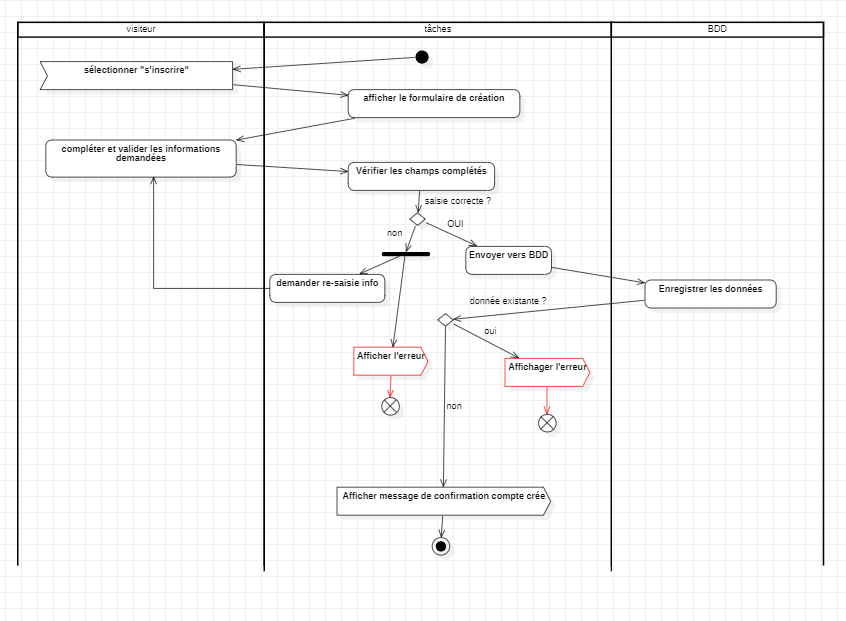 visiteur
tâches
BDD
sélectionner "s'inscrire"
afficher le formulaire de création
compléter et valider les informations
demandées
Vérifier les champs complétés
saisie correcte ?
non
OUI
Envoyer vers BDD
demander re-saisie info
Enregistrer les données
donnée existante ?
oui
Afficher l'erreur
Affichager l'erreur
non
Afficher message de confirmation compte crée